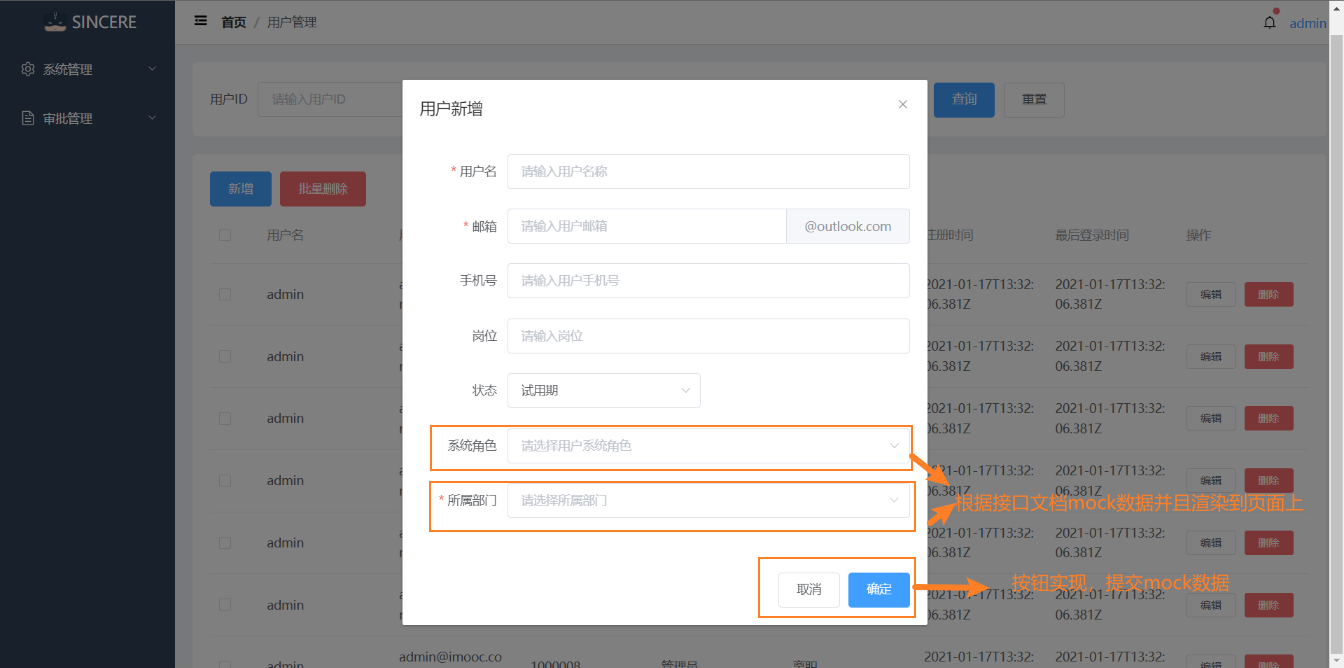 SINCERE
首页 / 用户管理
admin
系统管理
审批管理
用户ID
请输入用户ID
查询
重置
新增
批量删除
用户名
注册时间
最后登录时间
操作
用户新增
* 用户名
请输入用户名称
* 邮箱
请输入用户邮箱
@outlook.com
手机号
请输入用户手机号
岗位
请输入岗位
状态
试用期
系统角色
请选择用户系统角色
* 所属部门
请选择所属部门
取消
确定
根据接口文档mock数据并且渲染到页面上
按钮实现，提交mock数据
admin
2021-01-17T13:32:
06.381Z
2021-01-17T13:32:
06.381Z
编辑
删除
admin
2021-01-17T13:32:
06.381Z
2021-01-17T13:32:
06.381Z
编辑
删除
admin
2021-01-17T13:32:
06.381Z
2021-01-17T13:32:
06.381Z
编辑
删除
admin
2021-01-17T13:32:
06.381Z
2021-01-17T13:32:
06.381Z
编辑
删除
admin
2021-01-17T13:32:
06.381Z
2021-01-17T13:32:
06.381Z
编辑
删除
admin
2021-01-17T13:32:
06.381Z
2021-01-17T13:32:
06.381Z
编辑
删除
admin
admin@imooc.co
1000008
管理员
离职
2021-01-17T13:32:
2021-01-17T13:32:
编辑
删除